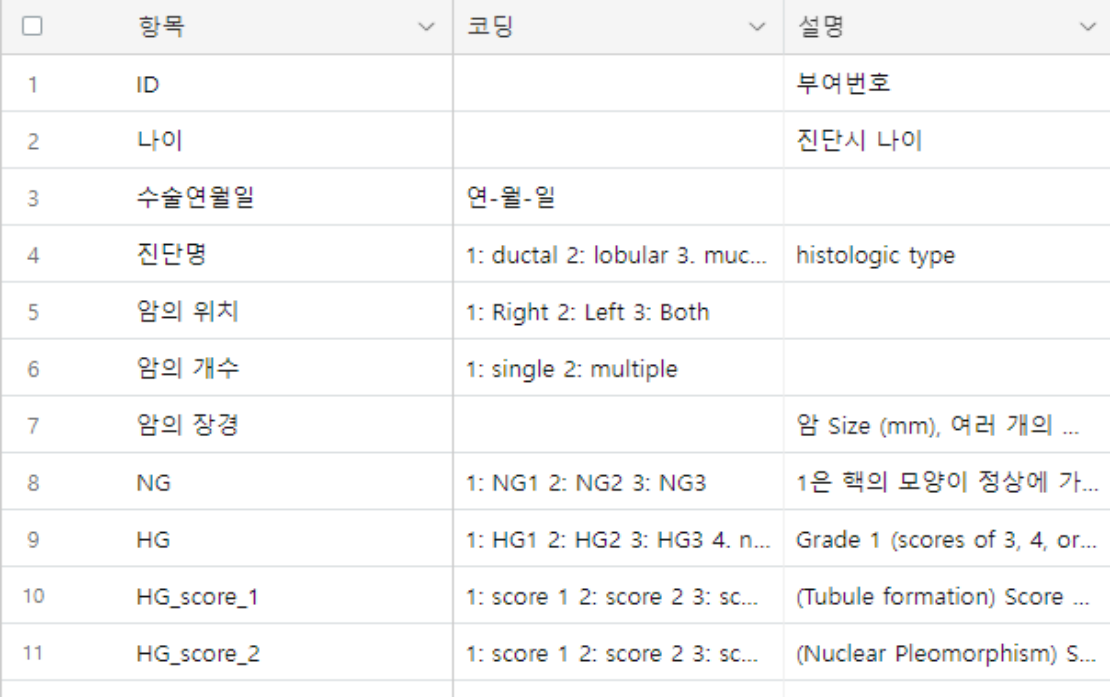 항목 코딩 설명
1 ID 부여번호
2 나이 진단시 나이
3 수술연월일 연-월-일
4 진단명 1: ductal 2: lobular 3. muc... histologic type
5 암의 위치 1: Right 2: Left 3: Both
6 암의 개수 1: single 2: multiple
7 암의 장경 암 Size (mm), 여러 개의 ...
8 NG 1: NG1 2: NG2 3: NG3 1은 핵의 모양이 정상에 가...
9 HG 1: HG1 2: HG2 3: HG3 4. n... Grade 1 (scores of 3, 4, or...
10 HG_score_1 1: score 1 2: score 2 3: sc... (Tubule formation) Score ...
11 HG_score_2 1: score 1 2: score 2 3: sc... (Nuclear Pleomorphism) S...